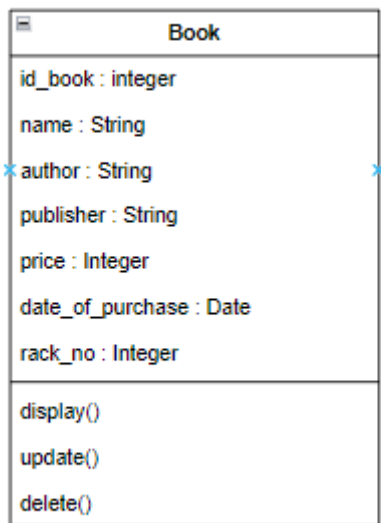 Book
id_book : integer
name : String
author : String
publisher : String
price : Integer
date_of_purchase : Date
rack_no : Integer
display()
update()
delete()